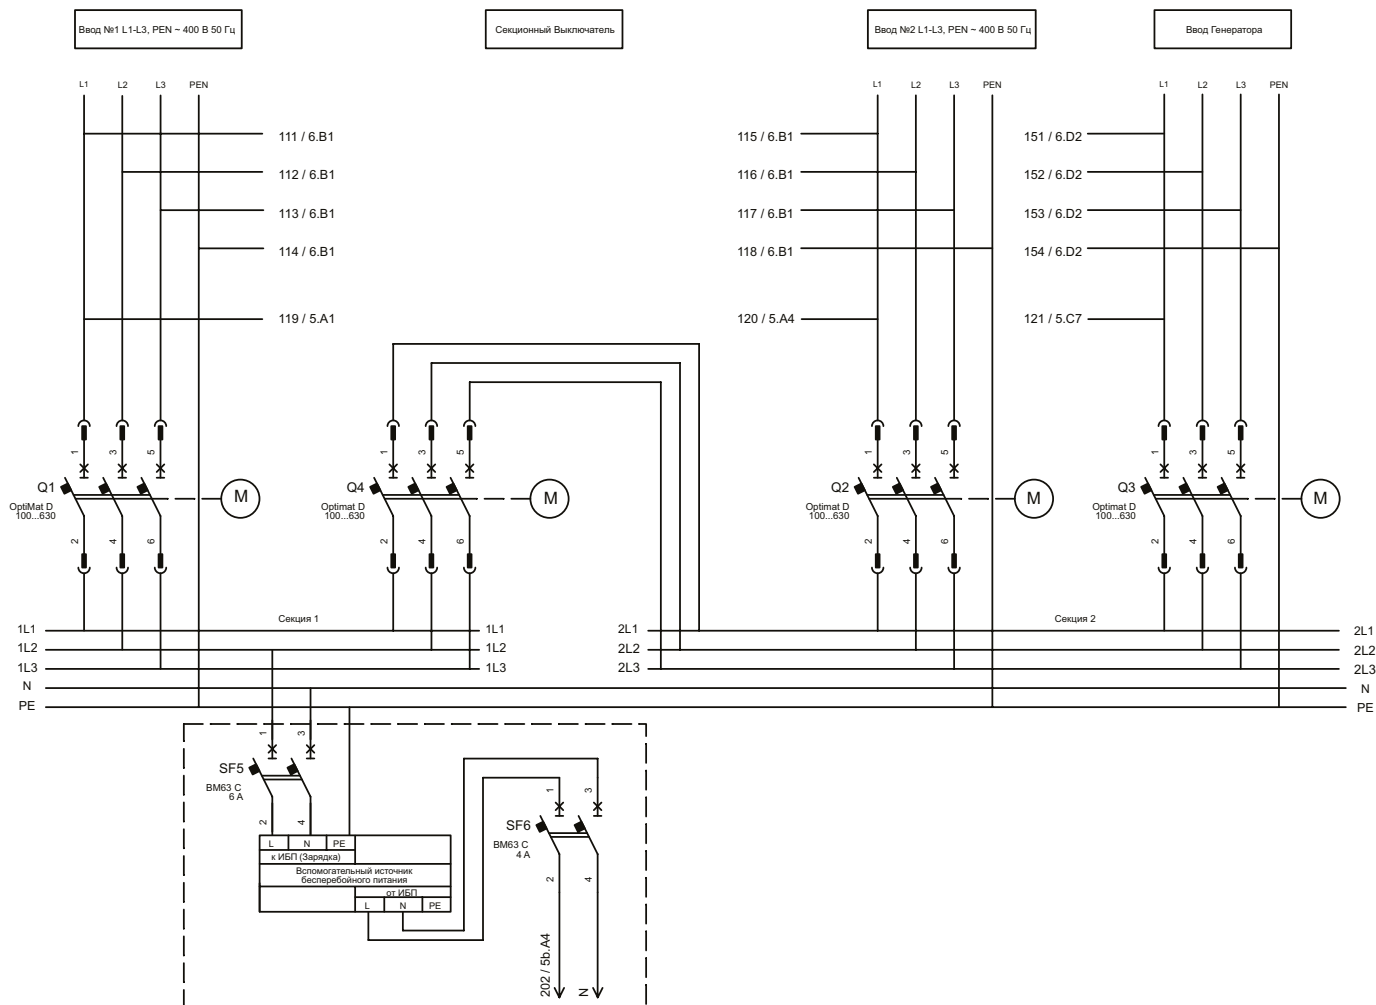 Ввод №1 L1-L3, PEN ~ 400 В 50 Гц
Секционный Выключатель
Ввод №2 L1-L3, PEN ~ 400 В 50 Гц
Ввод Генератора
L1 L2 L3 PEN
L1 L2 L3 PEN
L1 L2 L3 PEN
111 / 6.B1
115 / 6.B1
151 / 6.D2
112 / 6.B1
116 / 6.B1
152 / 6.D2
113 / 6.B1
117 / 6.B1
153 / 6.D2
114 / 6.B1
118 / 6.B1
154 / 6.D2
119 / 5.A1
120 / 5.A4
121 / 5.C7
1 3 5
1 3 5
1 3 5
1 3 5
Q1
OptiMat D
100...630
M
Q4
Optimat D
100...630
M
Q2
Optimat D
100...630
M
Q3
Optimat D
100...630
M
2 4 6
2 4 6
2 4 6
2 4 6
Секция 1
Секция 2
1L1
1L1
2L1
2L1
1L2
1L2
2L2
2L2
1L3
1L3
2L3
2L3
N
N
PE
PE
1 3
SF5
ВМ63 С
6 А
2 4
1 3
SF6
ВМ63 С
4 А
2 4
L N PE
к ИБП (Зарядка)
Вспомогательный источник
бесперебойного питания
от ИБП
L N PE
202 / 5b.A4
N